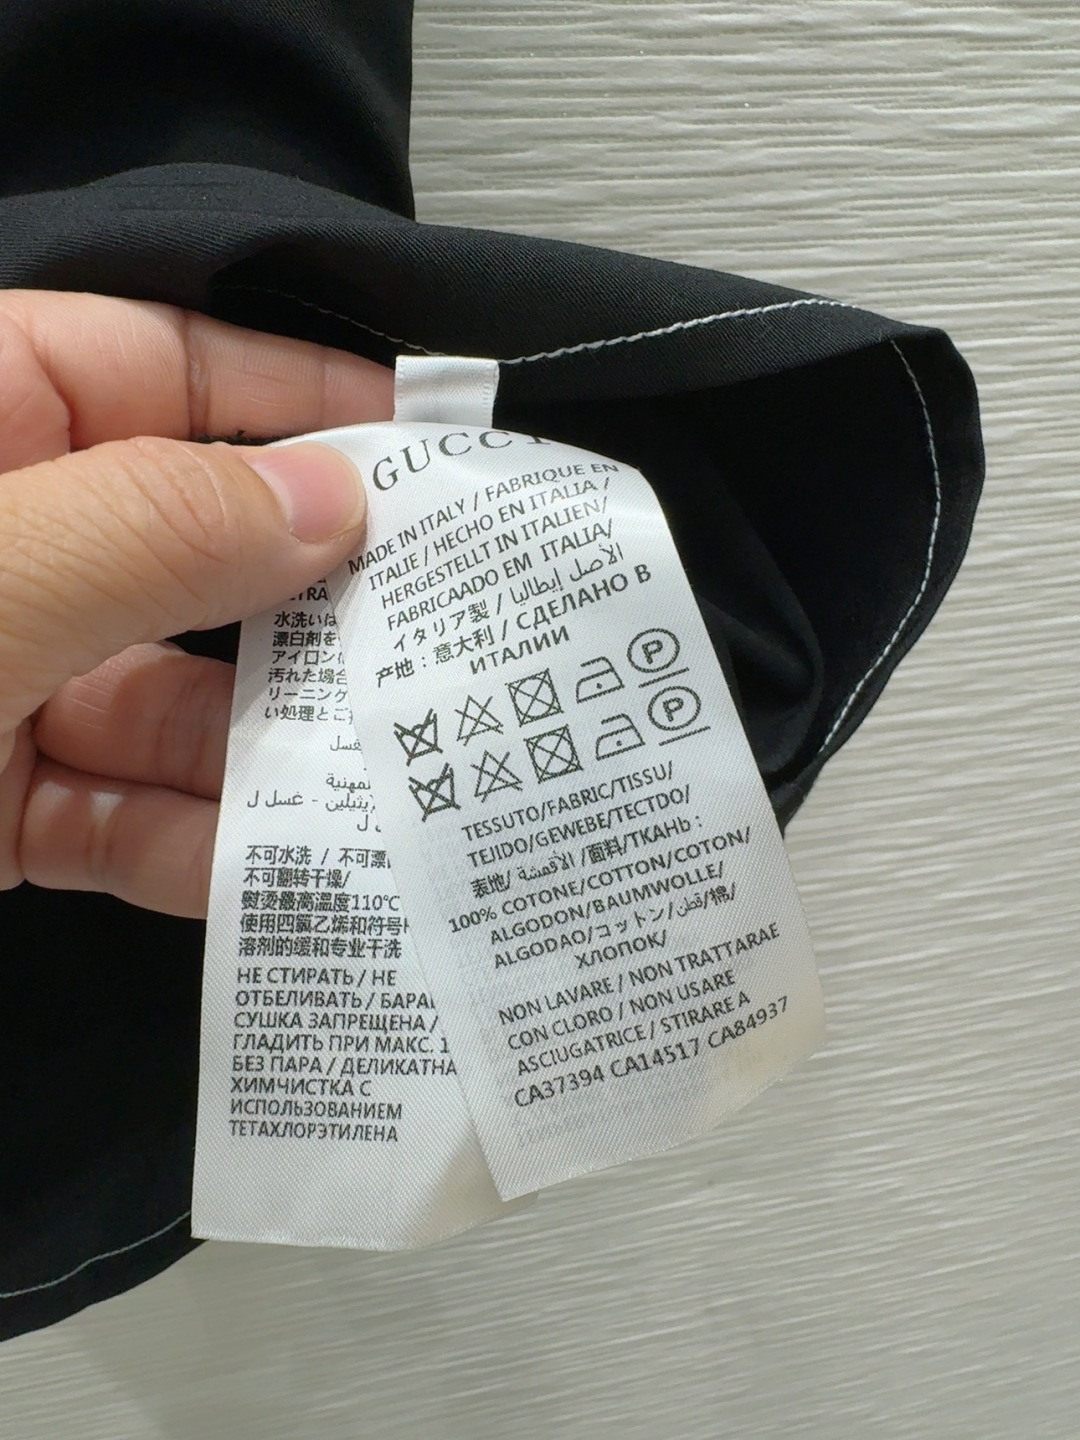 GUCCI
MADE IN ITALY / FABRIQUE EN
ITALIE / HECHO EN ITALIA /
HERGESTELLT IN ITALIEN/
FABRICAADO EM ITALIA/
イタリア製 / الأصل إيطاليا
产地：意大利 / СДЕЛАНО В
ИТАЛИИ
P
P
TESSUTO/FABRIC/TISSU/
TEJIDO/GEWEBE/TECTDO/
表地/ الأقمشة /面料/ТКАНЬ :
100% COTONE/COTTON/COTON/
ALGODON/BAUMWOLLE/
ALGODAO/コットン/قطن/棉/
ХЛОПОК/
NON LAVARE / NON TRATTARAE
CON CLORO / NON USARE
ASCIUGATRICE / STIRARE A
CA37394 CA14517 CA84937
水洗いは
漂白剤を
アイロン
汚れた場合
リーニング
い処理とご
المهنية
- غسل ل
不可水洗 / 不可漂
不可翻转干燥/
熨烫最高温度110℃
使用四氯乙烯和符号
溶剂的缓和专业干洗
НЕ СТИРАТЬ / НЕ
ОТБЕЛИВАТЬ / БАРА
СУШКА ЗАПРЕЩЕНА /
ГЛАДИТЬ ПРИ МАКС. 1
БЕЗ ПАРА / ДЕЛИКАТНА
ХИМЧИСТКА С
ИСПОЛЬЗОВАНИЕМ
ТЕТАХЛОРЭТИЛЕНА